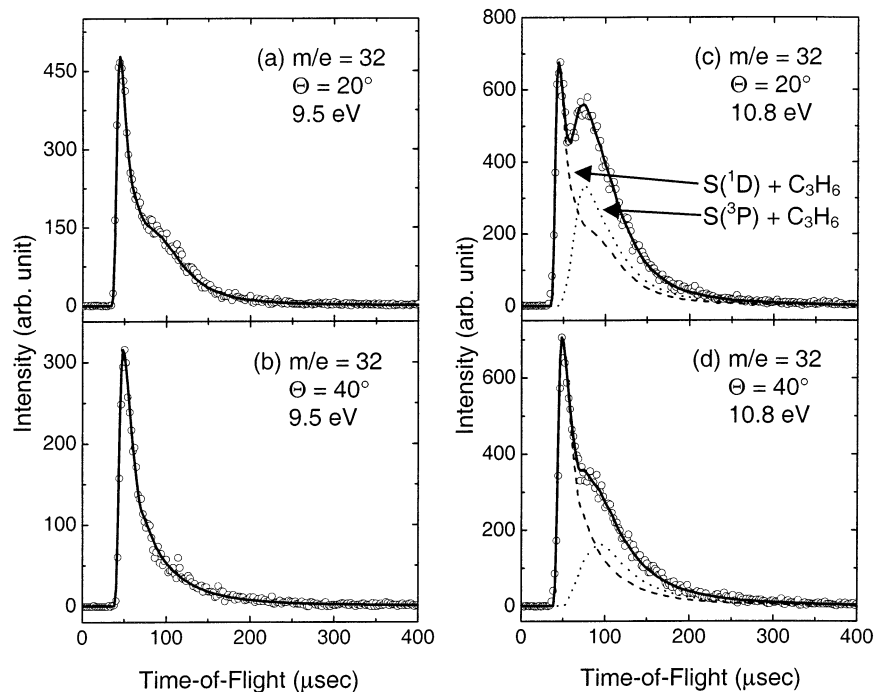 (a) m/e = 32
Θ = 20°
9.5 eV
450
300
150
0
(b) m/e = 32
Θ = 40°
9.5 eV
300
200
100
0
0 100 200 300 400
Time-of-Flight (μsec)
Intensity (arb. unit)
(c) m/e = 32
Θ = 20°
10.8 eV
S(¹D) + C₃H₆
S(³P) + C₃H₆
800
600
400
200
0
(d) m/e = 32
Θ = 40°
10.8 eV
600
400
200
0
0 100 200 300 400
Time-of-Flight (μsec)
Intensity (arb. unit)